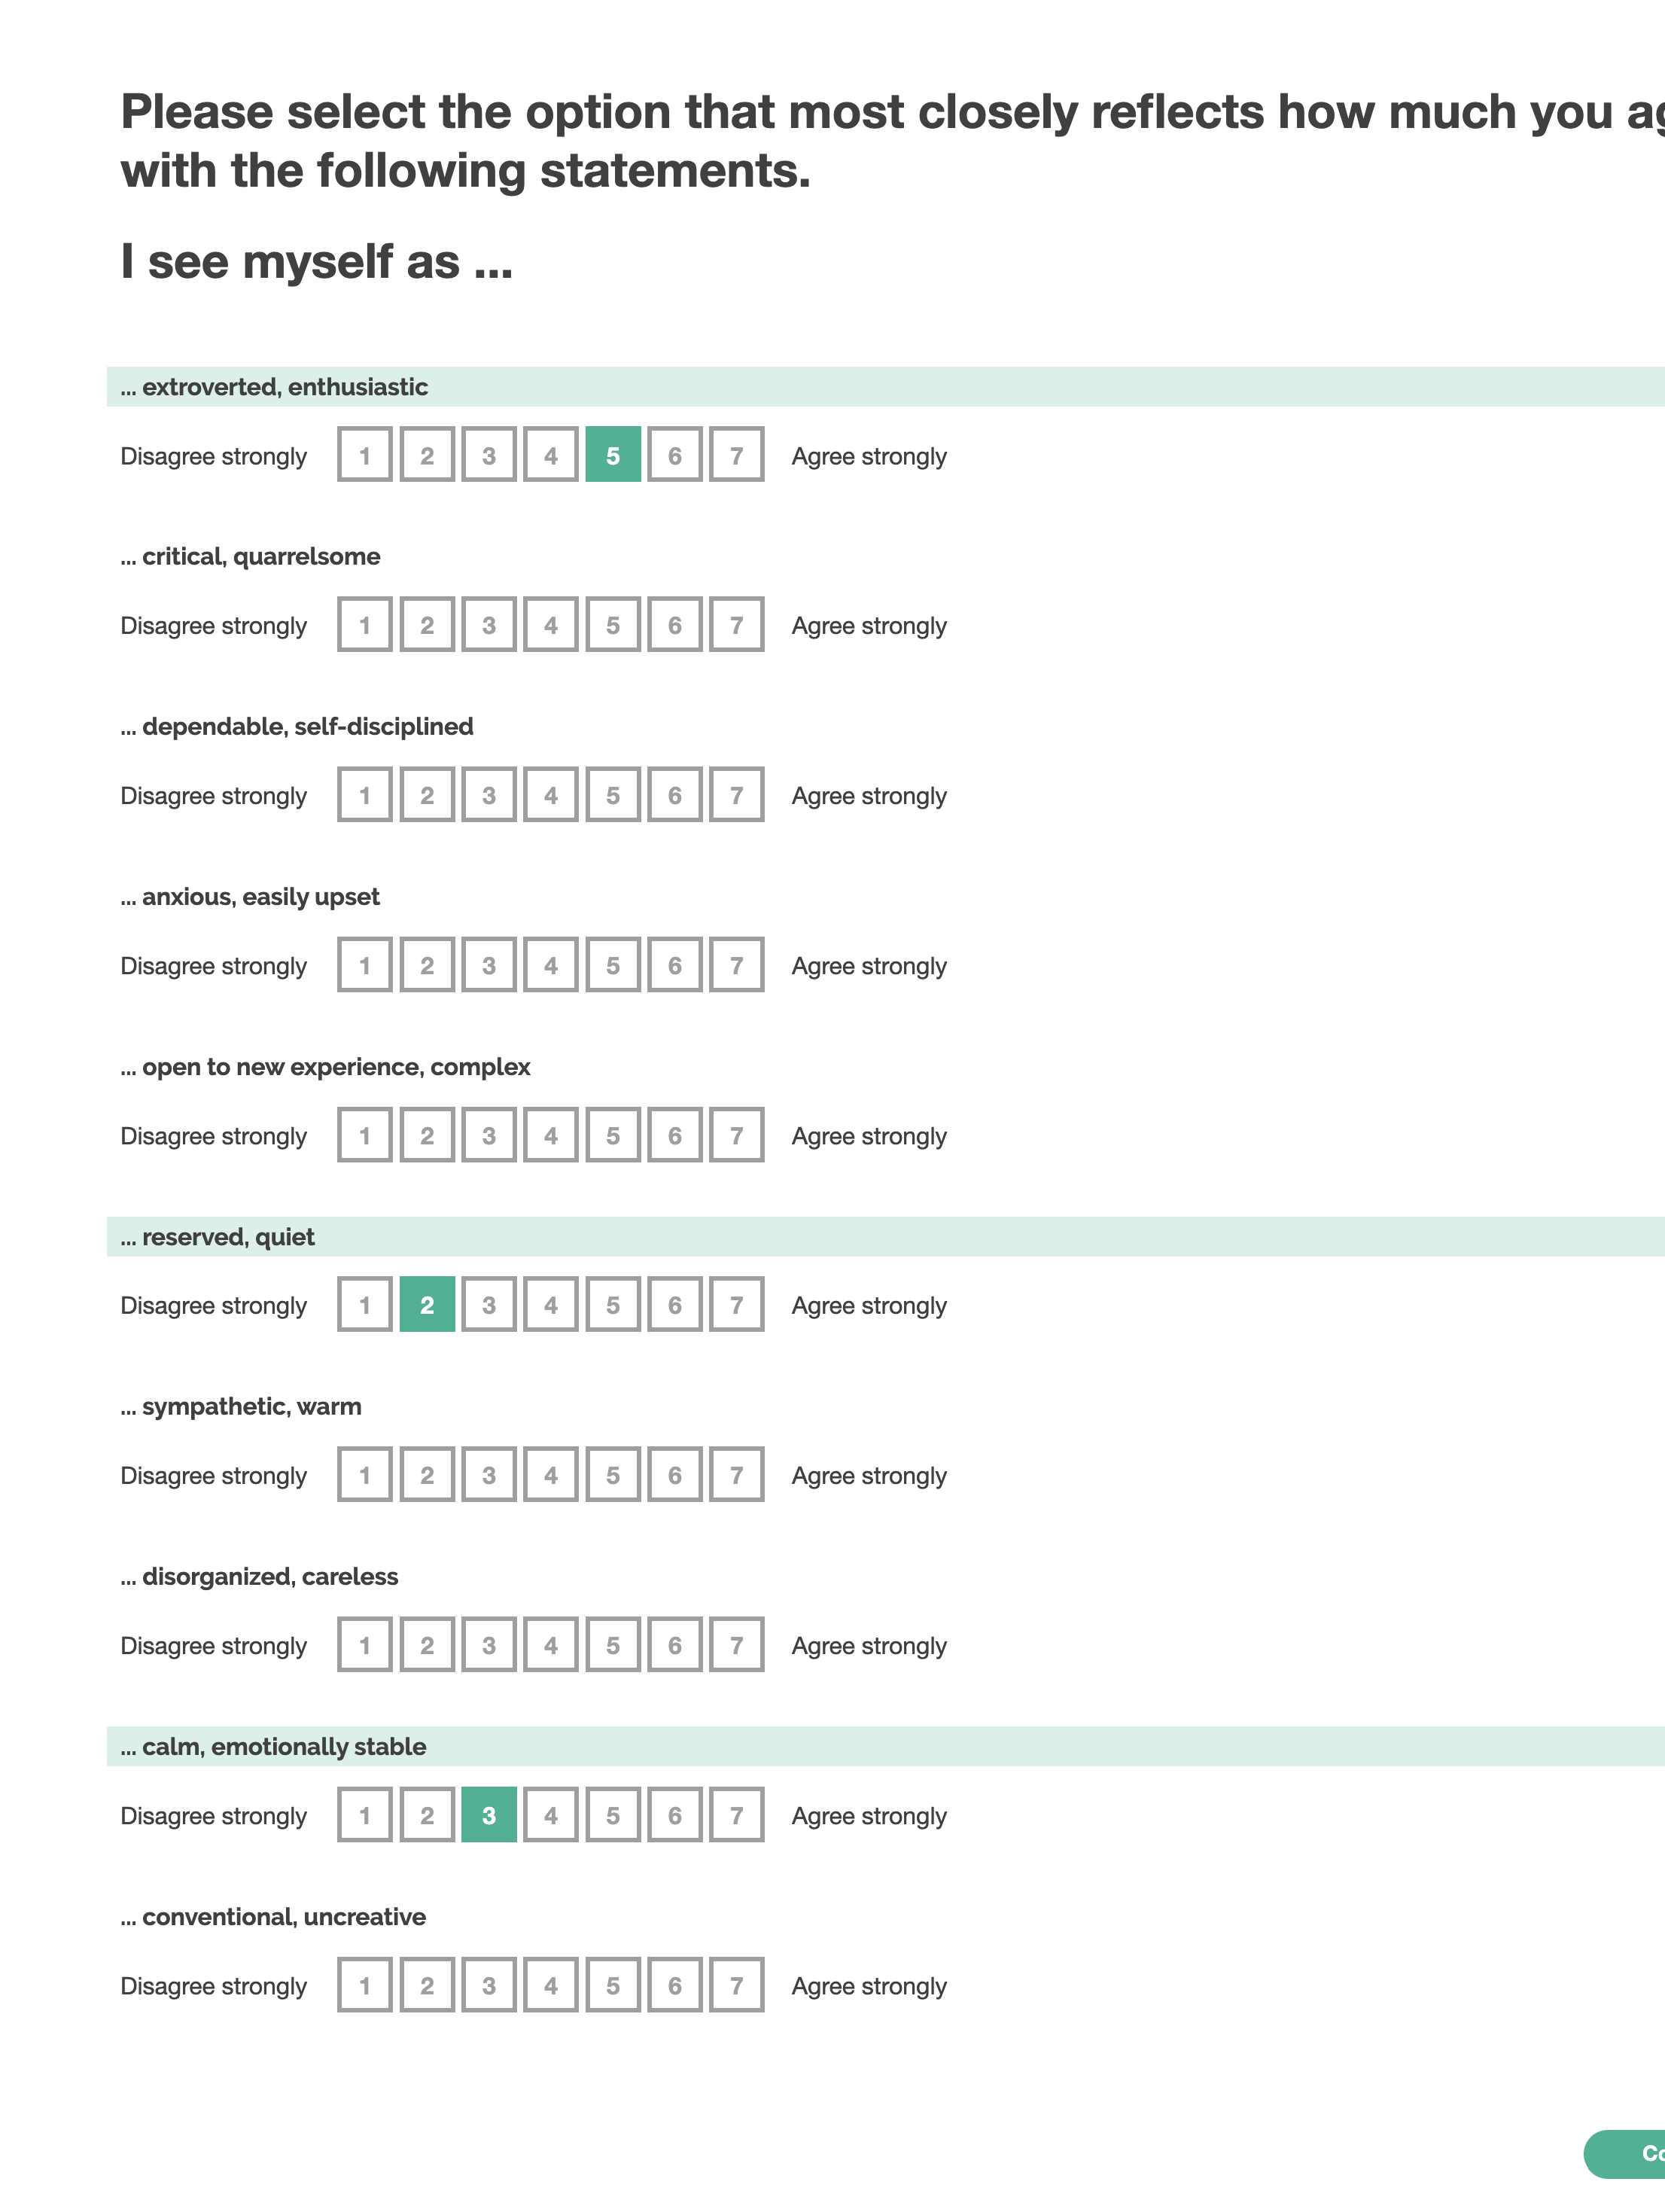 Please select the option that most closely reflects how much you
with the following statements.
I see myself as ...
... extroverted, enthusiastic
Disagree strongly 1 2 3 4 5 6 7 Agree strongly
... critical, quarrelsome
Disagree strongly 1 2 3 4 5 6 7 Agree strongly
... dependable, self-disciplined
Disagree strongly 1 2 3 4 5 6 7 Agree strongly
... anxious, easily upset
Disagree strongly 1 2 3 4 5 6 7 Agree strongly
... open to new experience, complex
Disagree strongly 1 2 3 4 5 6 7 Agree strongly
... reserved, quiet
Disagree strongly 1 2 3 4 5 6 7 Agree strongly
... sympathetic, warm
Disagree strongly 1 2 3 4 5 6 7 Agree strongly
... disorganized, careless
Disagree strongly 1 2 3 4 5 6 7 Agree strongly
... calm, emotionally stable
Disagree strongly 1 2 3 4 5 6 7 Agree strongly
... conventional, uncreative
Disagree strongly 1 2 3 4 5 6 7 Agree strongly